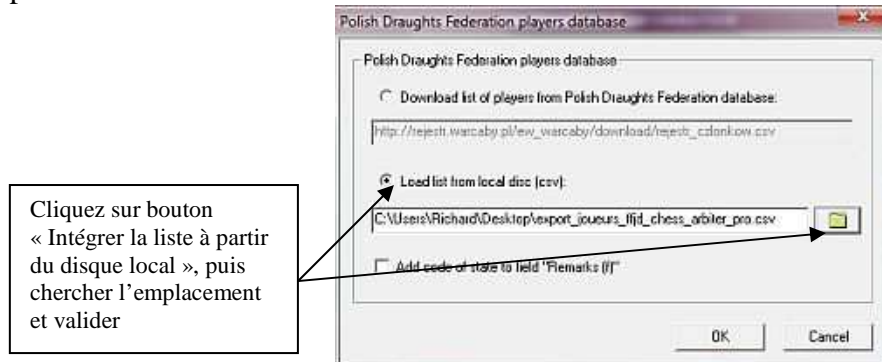 Polish Draughts Federation players database
Polish Draughts Federation players database
Download list of players from Polish Draughts Federation database:
http://rejestr.warcaby.pl/ew_warcaby/download/rejestr_czlonkow.csv
Load list from local disc (csv):
C:\Users\Richard\Desktop\export_joueurs_ffjd_chess_arbiter_pro.csv
Add code of state to field "Remarks (I)"
OK
Cancel
Cliquez sur bouton
« Intégrer la liste à partir
du disque local », puis
chercher l’emplacement
et valider